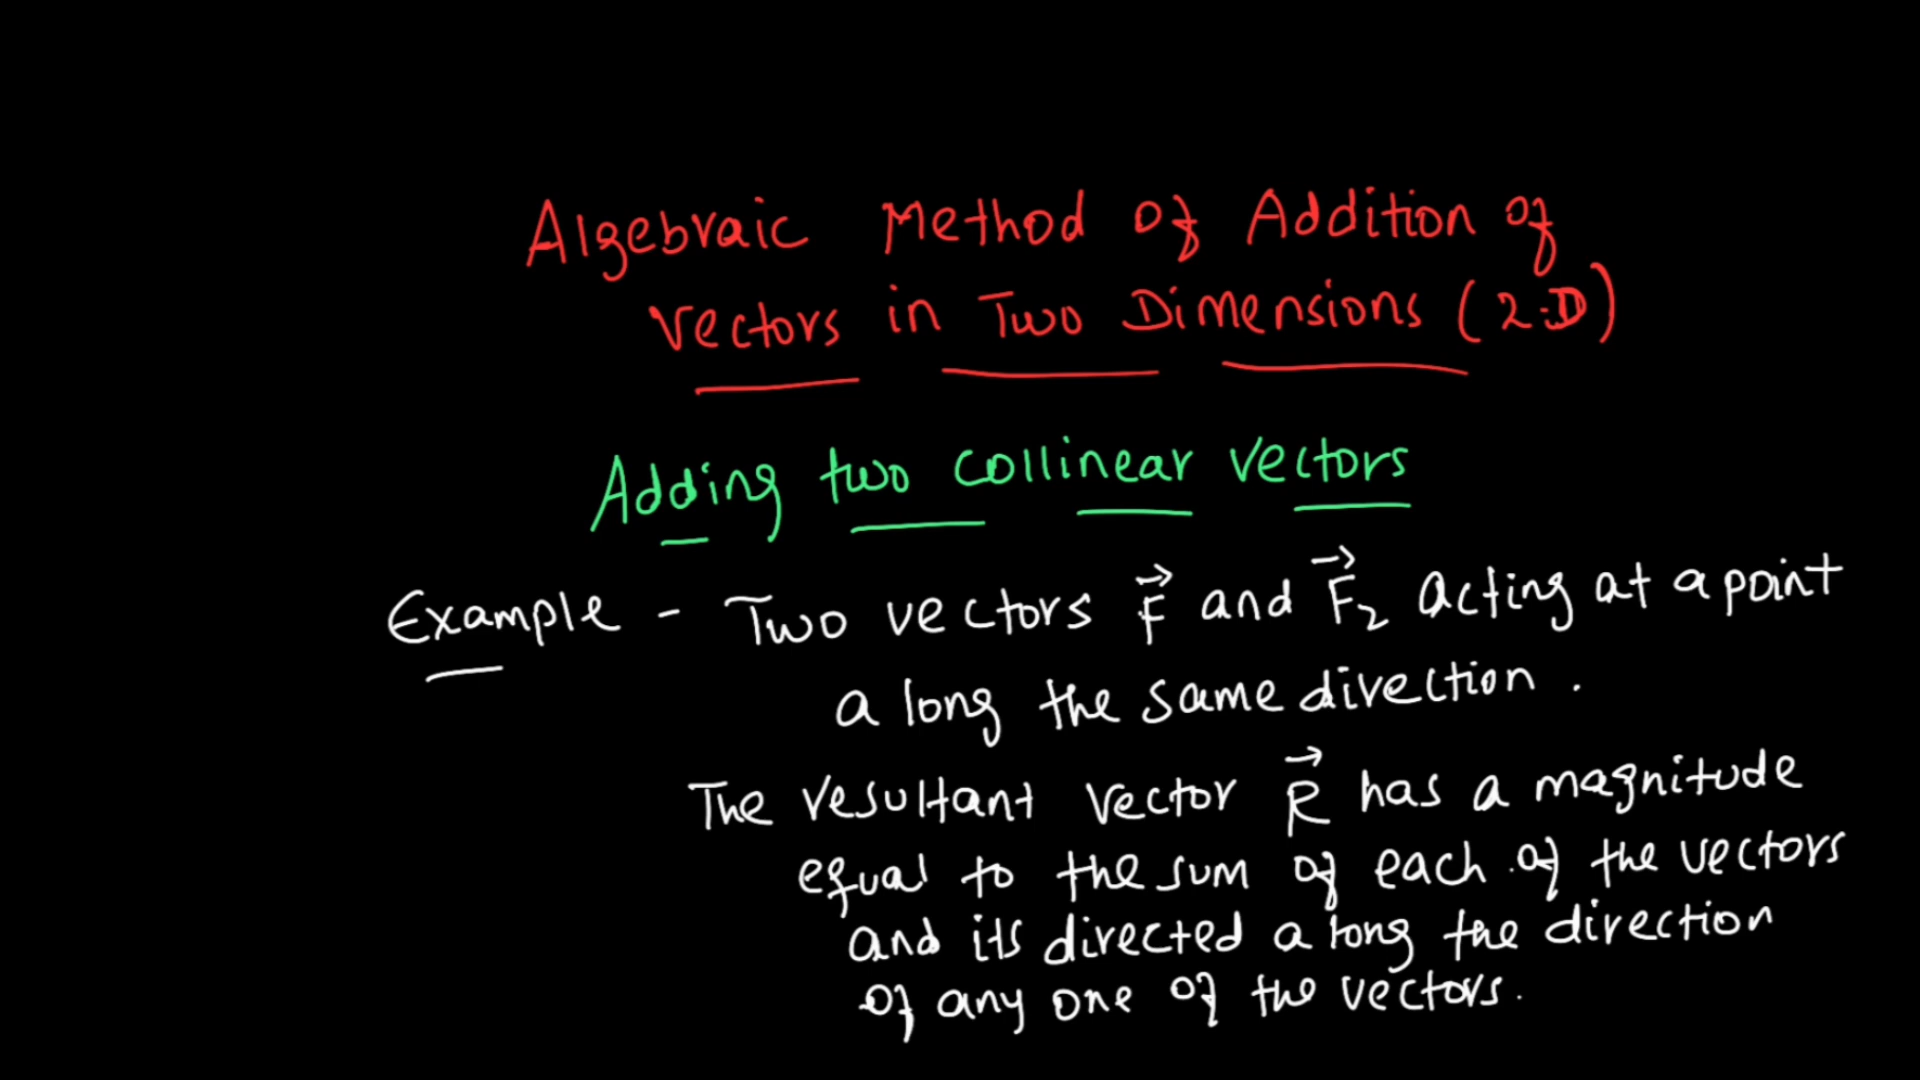 Algebraic Method of Addition of
Vectors in Two Dimensions (2-D)
Adding two collinear vectors
Example - Two vectors F⃗ and F⃗₂ acting at a point
along the same direction.
The resultant vector R⃗ has a magnitude
equal to the sum of each of the vectors
and its directed along the direction
of any one of the vectors.